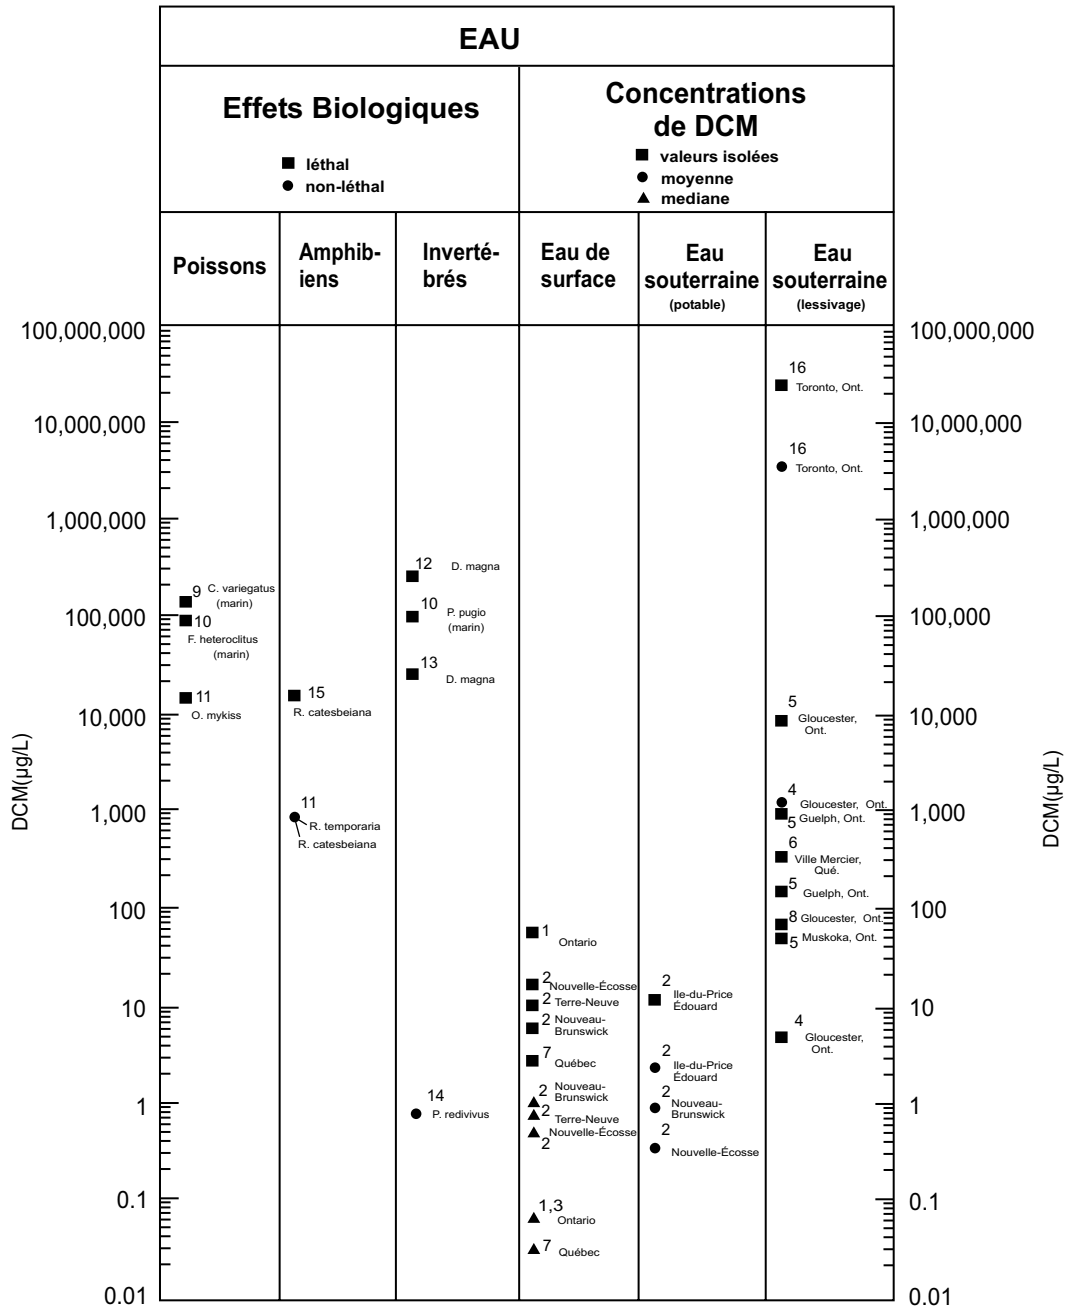 EAU
Effets Biologiques
léthal
non-léthal
Concentrations
de DCM
valeurs isolées
moyenne
mediane
Poissons
Amphib-
iens
Inverté-
brés
Eau de
surface
Eau
souterraine
(potable)
Eau
souterraine
(lessivage)
DCM(µg/L)
100,000,000
10,000,000
1,000,000
100,000
10,000
1,000
100
10
1
0.1
0.01
9 C. variegatus
(marin)
10
F. heteroclitus
(marin)
11
O. mykiss
15
R. catesbeiana
11
R. temporaria
R. catesbeiana
12 D. magna
10 P. pugio
(marin)
13
D. magna
14
P. redivivus
1
Ontario
2
Nouvelle-Écosse
2 Terre-Neuve
2 Nouveau-
Brunswick
7
Québec
2 Nouveau-
Brunswick
2
Terre-Neuve
Nouvelle-Écosse
2
1,3
Ontario
7 Québec
2
Ile-du-Price
Édouard
2
Ile-du-Price
Édouard
2
Nouveau-
Brunswick
2
Nouvelle-Écosse
16
Toronto, Ont.
16
Toronto, Ont.
5
Gloucester,
Ont.
4
Gloucester, Ont.
Guelph, Ont.
5
6
Ville Mercier,
Qué.
5
Guelph, Ont.
8 Gloucester, Ont.
Muskoka, Ont.
5
4
Gloucester,
Ont.
100,000,000
10,000,000
1,000,000
100,000
10,000
1,000
100
10
1
0.1
0.01
DCM(µg/L)